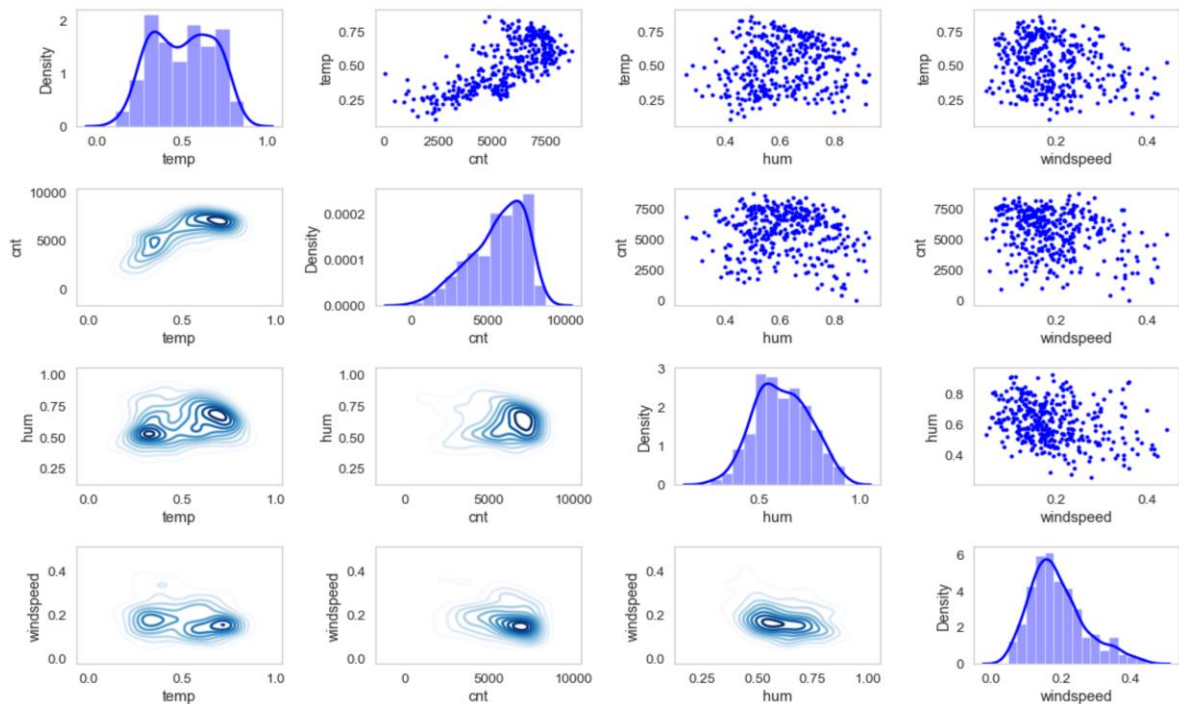 2
1
0
Density
0.0 0.5 1.0
temp
0.75
0.50
0.25
temp
0 2500 5000 7500
cnt
0.75
0.50
0.25
temp
0.4 0.6 0.8
hum
0.75
0.50
0.25
temp
0.2 0.4
windspeed
10000
5000
0
cnt
0.0 0.5 1.0
temp
0.0002
0.0001
0.0000
Density
0 5000 10000
cnt
7500
5000
2500
0
cnt
0.4 0.6 0.8
hum
7500
5000
2500
0
cnt
0.2 0.4
windspeed
1.00
0.75
0.50
0.25
hum
0.0 0.5 1.0
temp
1.00
0.75
0.50
0.25
hum
0 5000 10000
cnt
3
2
1
0
Density
0.5 1.0
hum
0.8
0.6
0.4
hum
0.2 0.4
windspeed
0.4
0.2
0.0
windspeed
0.0 0.5 1.0
temp
0.4
0.2
0.0
windspeed
0 5000 10000
cnt
0.4
0.2
0.0
windspeed
0.25 0.50 0.75 1.00
hum
6
4
2
0
Density
0.0 0.2 0.4
windspeed